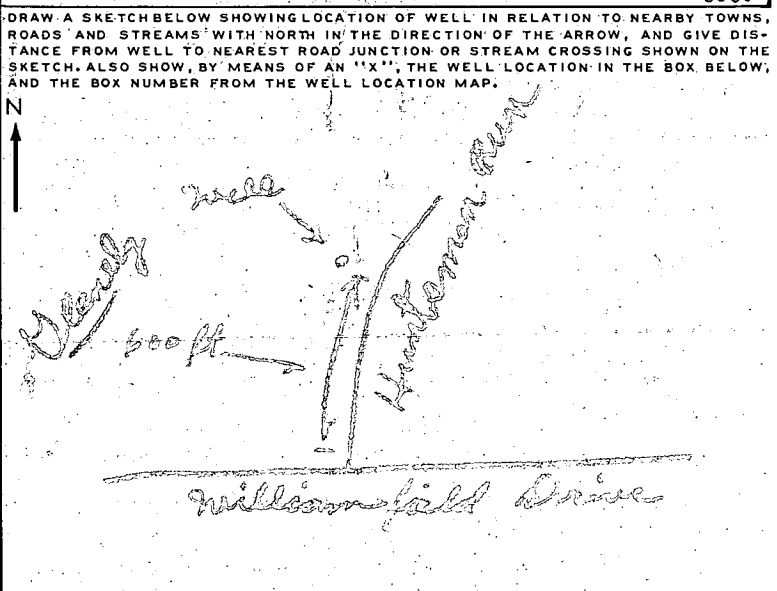 DRAW A SKETCH BELOW SHOWING LOCATION OF WELL IN RELATION TO NEARBY TOWNS,
ROADS AND STREAMS WITH NORTH IN THE DIRECTION OF THE ARROW, AND GIVE DIS-
TANCE FROM WELL TO NEAREST ROAD JUNCTION OR STREAM CROSSING SHOWN ON THE
SKETCH. ALSO SHOW, BY MEANS OF AN "X", THE WELL LOCATION IN THE BOX BELOW,
AND THE BOX NUMBER FROM THE WELL LOCATION MAP.
N
well
Run
600 ft
Williamsfield Drive